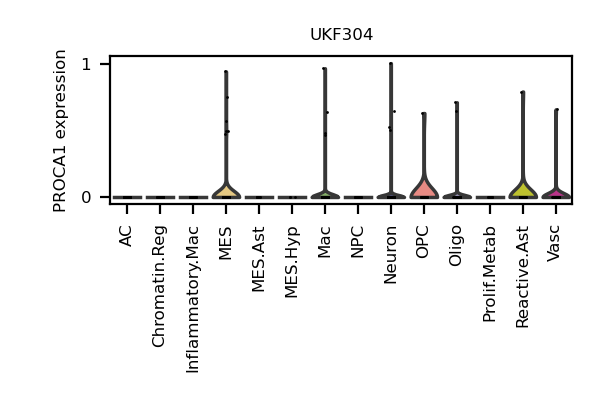 UKF304
PROCA1 expression
1
0
AC
Chromatin.Reg
Inflammatory.Mac
MES
MES.Ast
MES.Hyp
Mac
NPC
Neuron
OPC
Oligo
Prolif.Metab
Reactive.Ast
Vasc